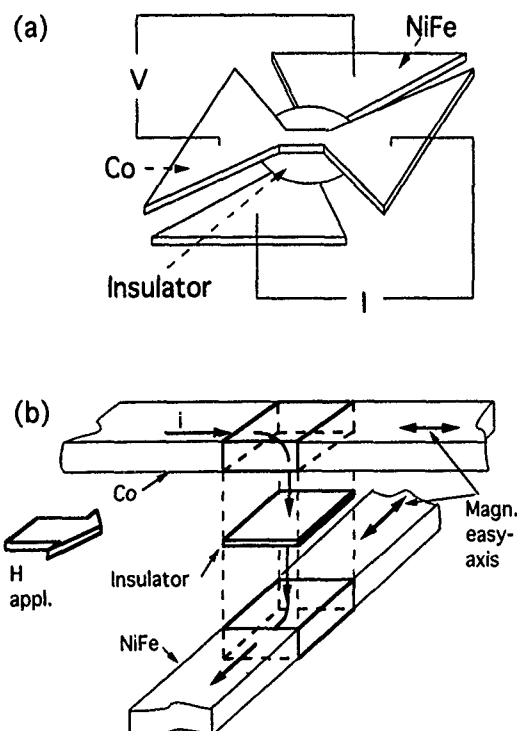 (a)
NiFe
V
Co
Insulator
I
(b)
i
Co
Magn.
easy-
axis
H
appl.
Insulator
NiFe